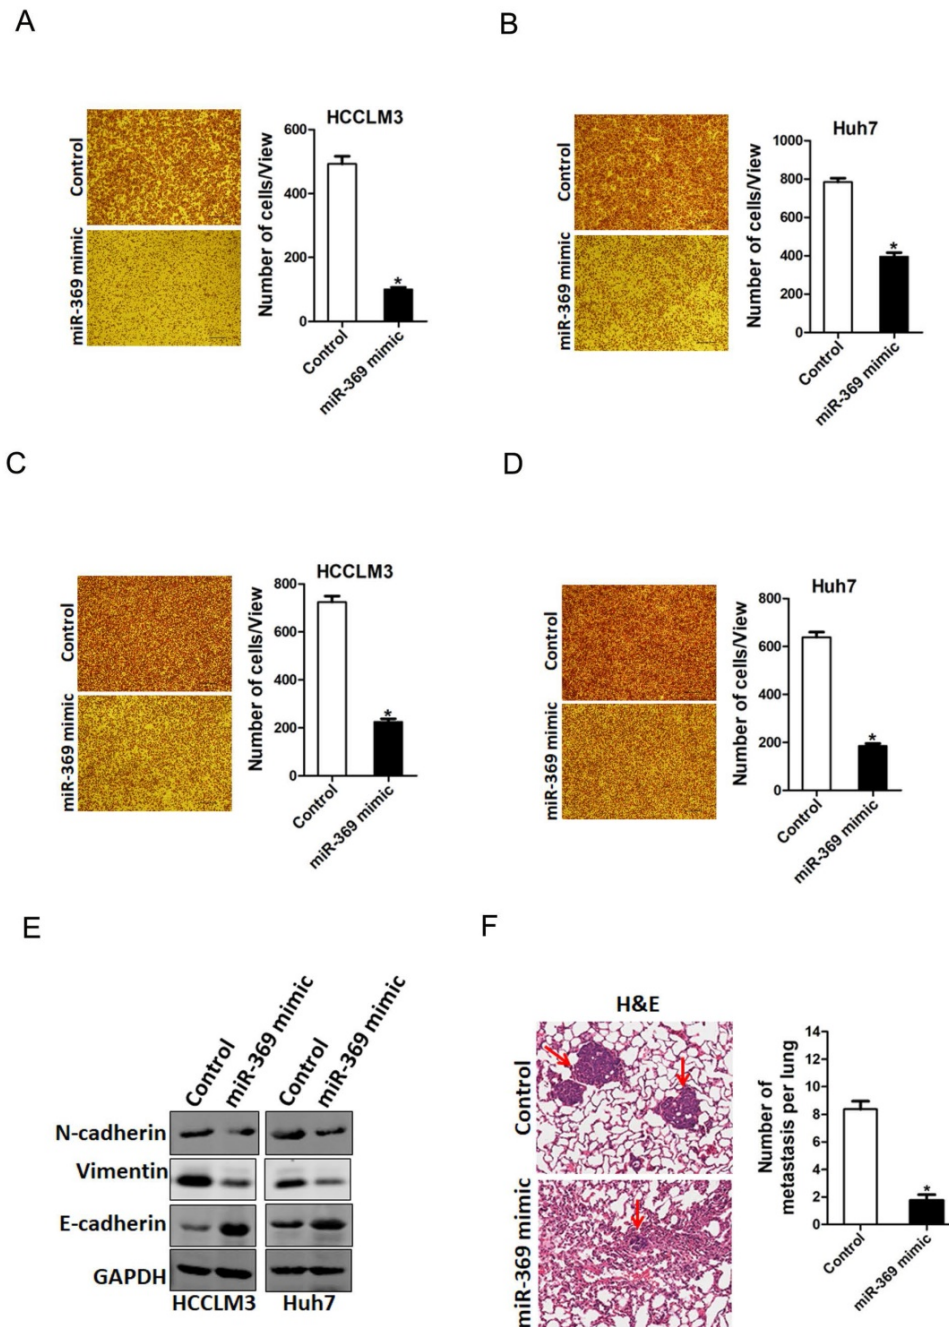 A
HCCLM3
Control
miR-369 mimic
Number of cells/View
600
400
200
0
*
Control
miR-369 mimic
B
Huh7
Control
miR-369 mimic
Number of cells/View
1000
800
600
400
200
0
*
Control
miR-369 mimic
C
HCCLM3
Control
miR-369 mimic
Number of cells/View
800
600
400
200
0
*
Control
miR-369 mimic
D
Huh7
Control
miR-369 mimic
Number of cells/View
800
600
400
200
0
*
Control
miR-369 mimic
E
Control
miR-369 mimic
Control
miR-369 mimic
N-cadherin
Vimentin
E-cadherin
GAPDH
HCCLM3
Huh7
F
H&E
Control
miR-369 mimic
Number of
metastasis per lung
14
12
10
8
6
4
2
0
*
Control
miR-369 mimic